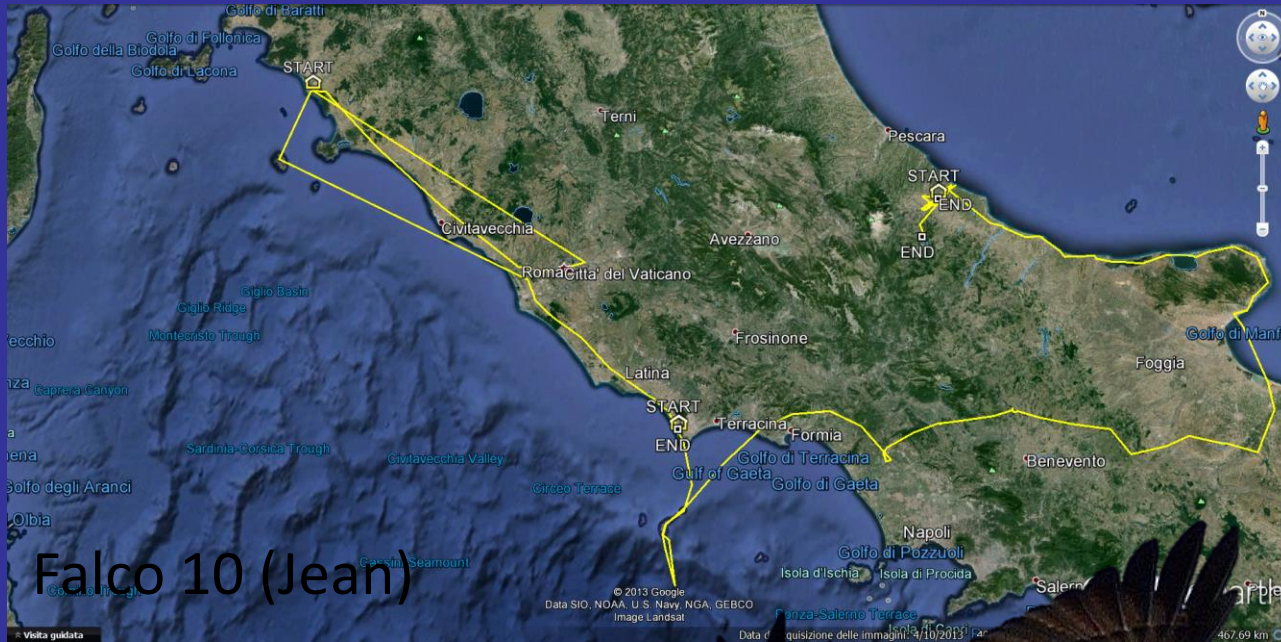 Golfo di Baratti
Golfo di Follonica
Golfo della Biodola
Golfo di Lacona
START
Terni
Pescara
START
END
END
Civitavecchia
Avezzano
Roma
Citta' del Vaticano
Giglio Basin
Giglio Ridge
Montecristo Trough
Frosinone
Golfo di Manf
Foggia
Latina
Caprera Canyon
START
Terracina
END
Formia
Sardinia-Corsica Trough
Civitavecchia Valley
Golfo di Terracina
Benevento
Gulf of Gaeta
Golfo di Gaeta
Golfo degli Aranci
Circeo Terrace
Olbia
Napoli
Golfo di Pozzuoli
Falco 10 (Jean)
Isola d'Ischia
Isola di Procida
© 2013 Google
Data SIO, NOAA, U.S. Navy, NGA, GEBCO
Image Landsat
Ponza-Salerno Terrace
Isola di Capri
Visita guidata
467.69 km